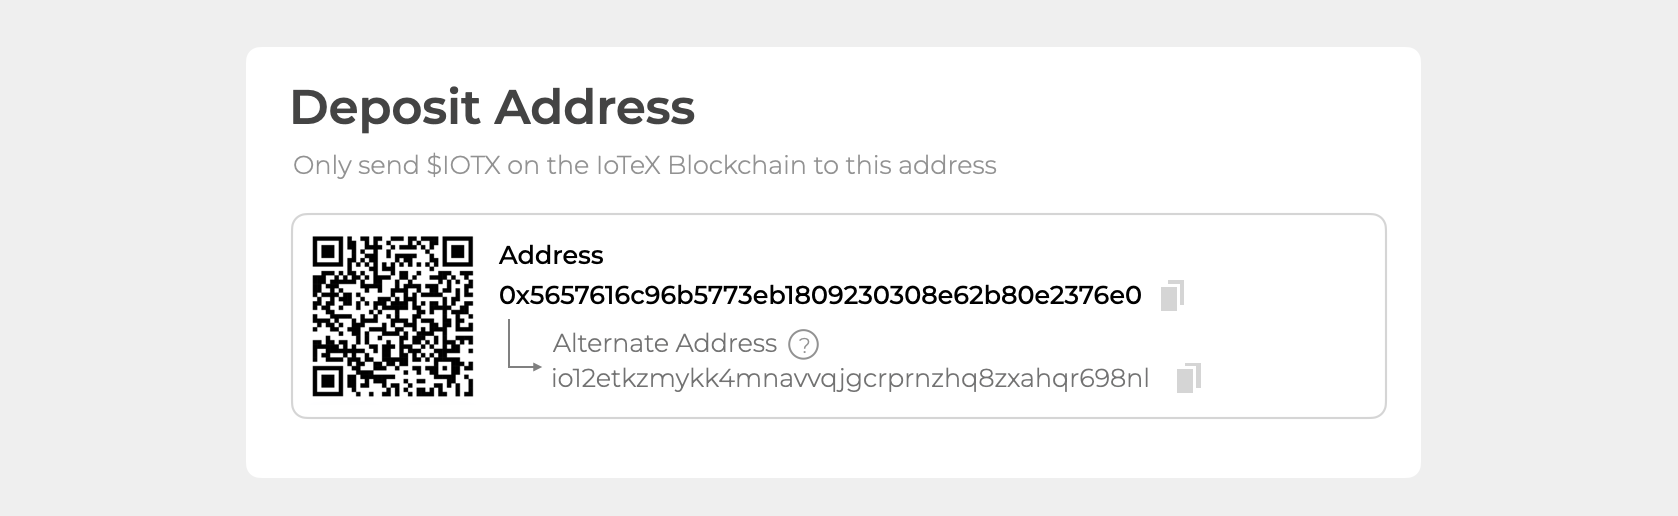 Deposit Address
Only send $IOTX on the IoTeX Blockchain to this address
Address
0x5657616c96b5773eb1809230308e62b80e2376e0
Alternate Address ?
io12etkzmykk4mnavvqjgcrprnzhq8zxahqr698nl